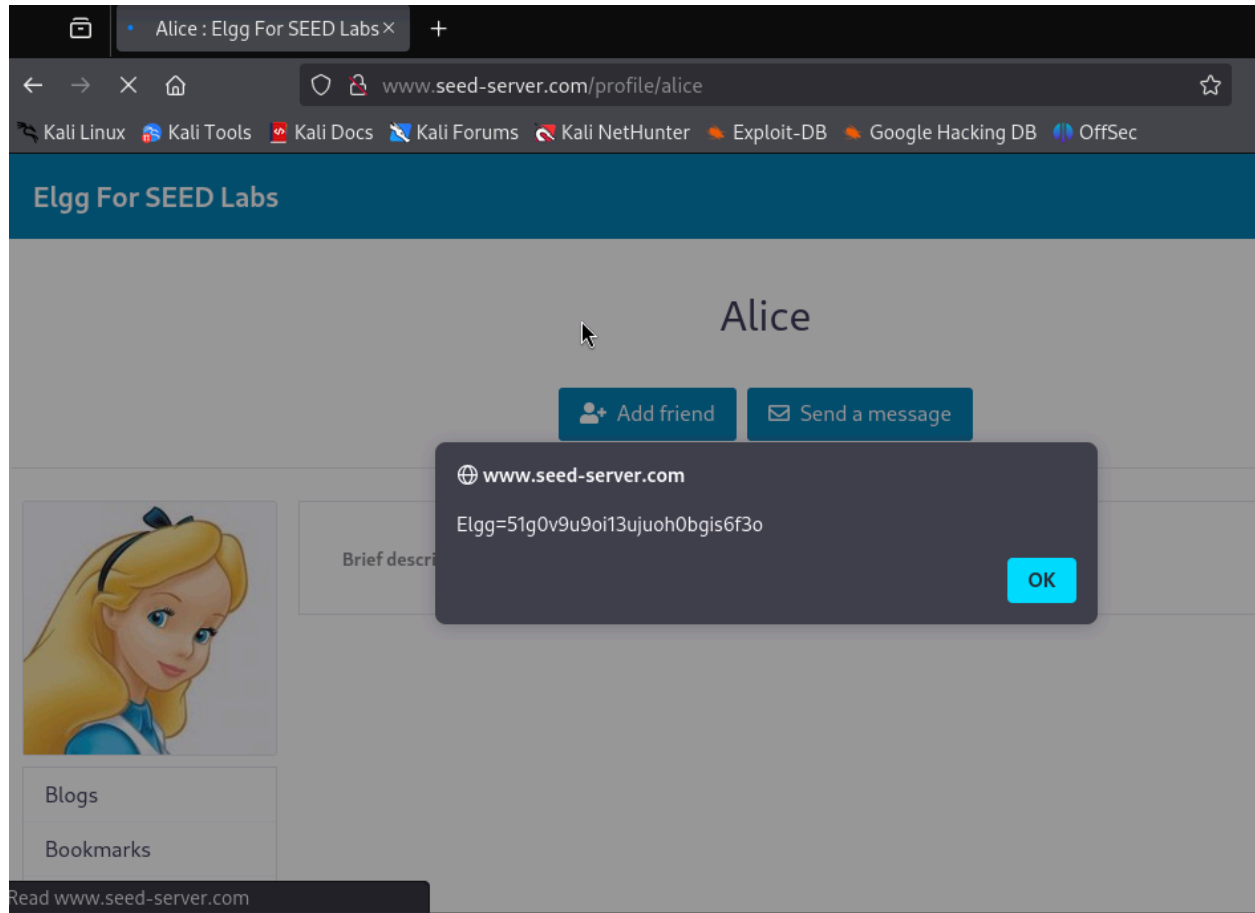 Alice : Elgg For SEED Labs
www.seed-server.com/profile/alice
Kali Linux Kali Tools Kali Docs Kali Forums Kali NetHunter Exploit-DB Google Hacking DB OffSec
Elgg For SEED Labs
Alice
Add friend Send a message
www.seed-server.com
Elgg=51g0v9u9oi13ujuoh0bgis6f3o
Brief descri
OK
Blogs
Bookmarks
Read www.seed-server.com